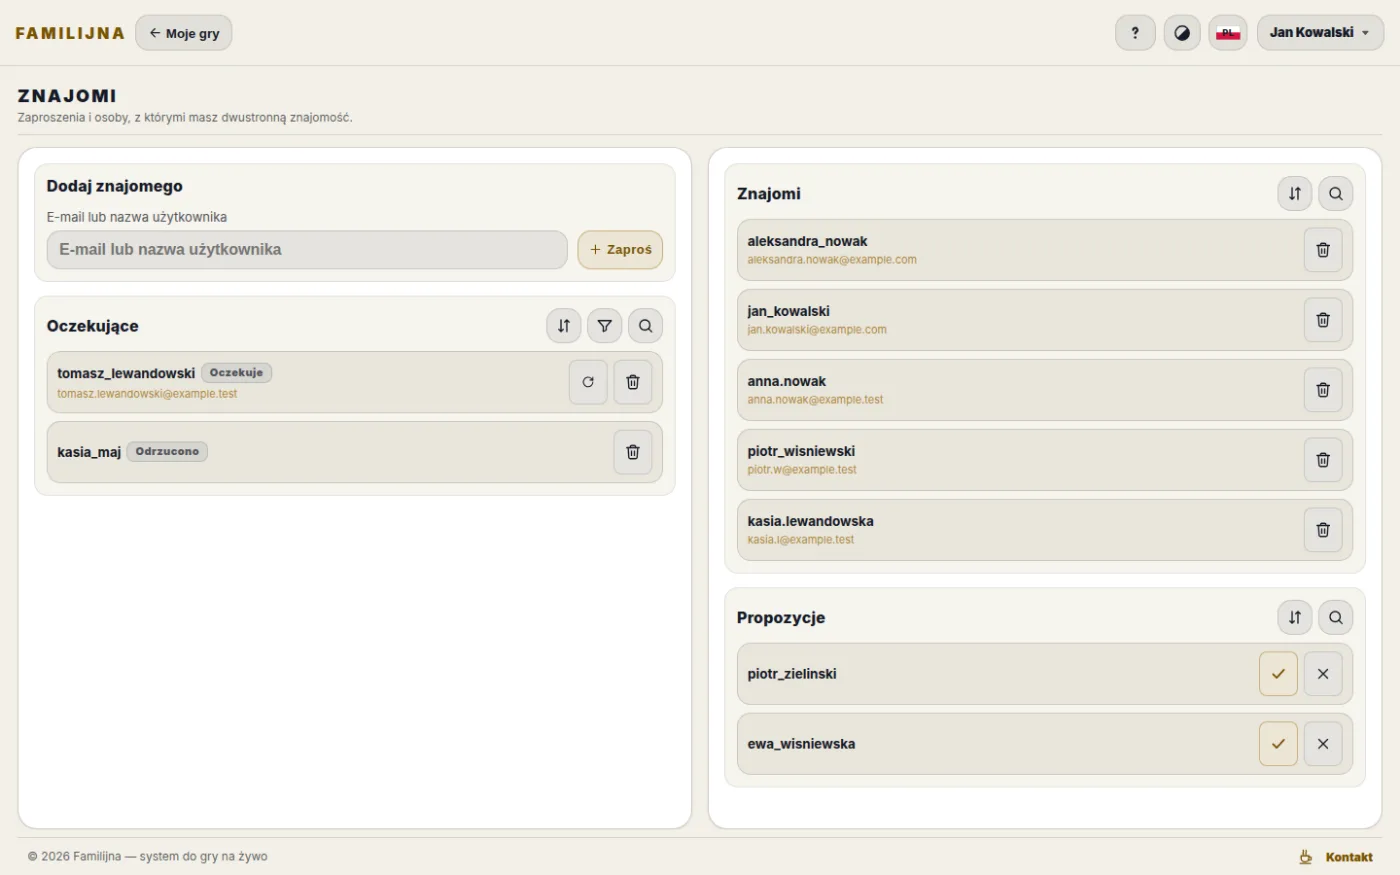 FAMILIJNA
← Moje gry
?
PL
Jan Kowalski
ZNAJOMI
Zaproszenia i osoby, z którymi masz dwustronną znajomość.
Dodaj znajomego
E-mail lub nazwa użytkownika
E-mail lub nazwa użytkownika
+ Zaproś
Oczekujące
tomasz_lewandowski Oczekuje
tomasz.lewandowski@example.test
kasia_maj Odrzucono
Znajomi
aleksandra_nowak
aleksandra.nowak@example.com
jan_kowalski
jan.kowalski@example.com
anna.nowak
anna.nowak@example.test
piotr_wisniewski
piotr.w@example.test
kasia.lewandowska
kasia.l@example.test
Propozycje
piotr_zielinski
ewa_wisniewska
© 2026 Familijna — system do gry na żywo
Kontakt